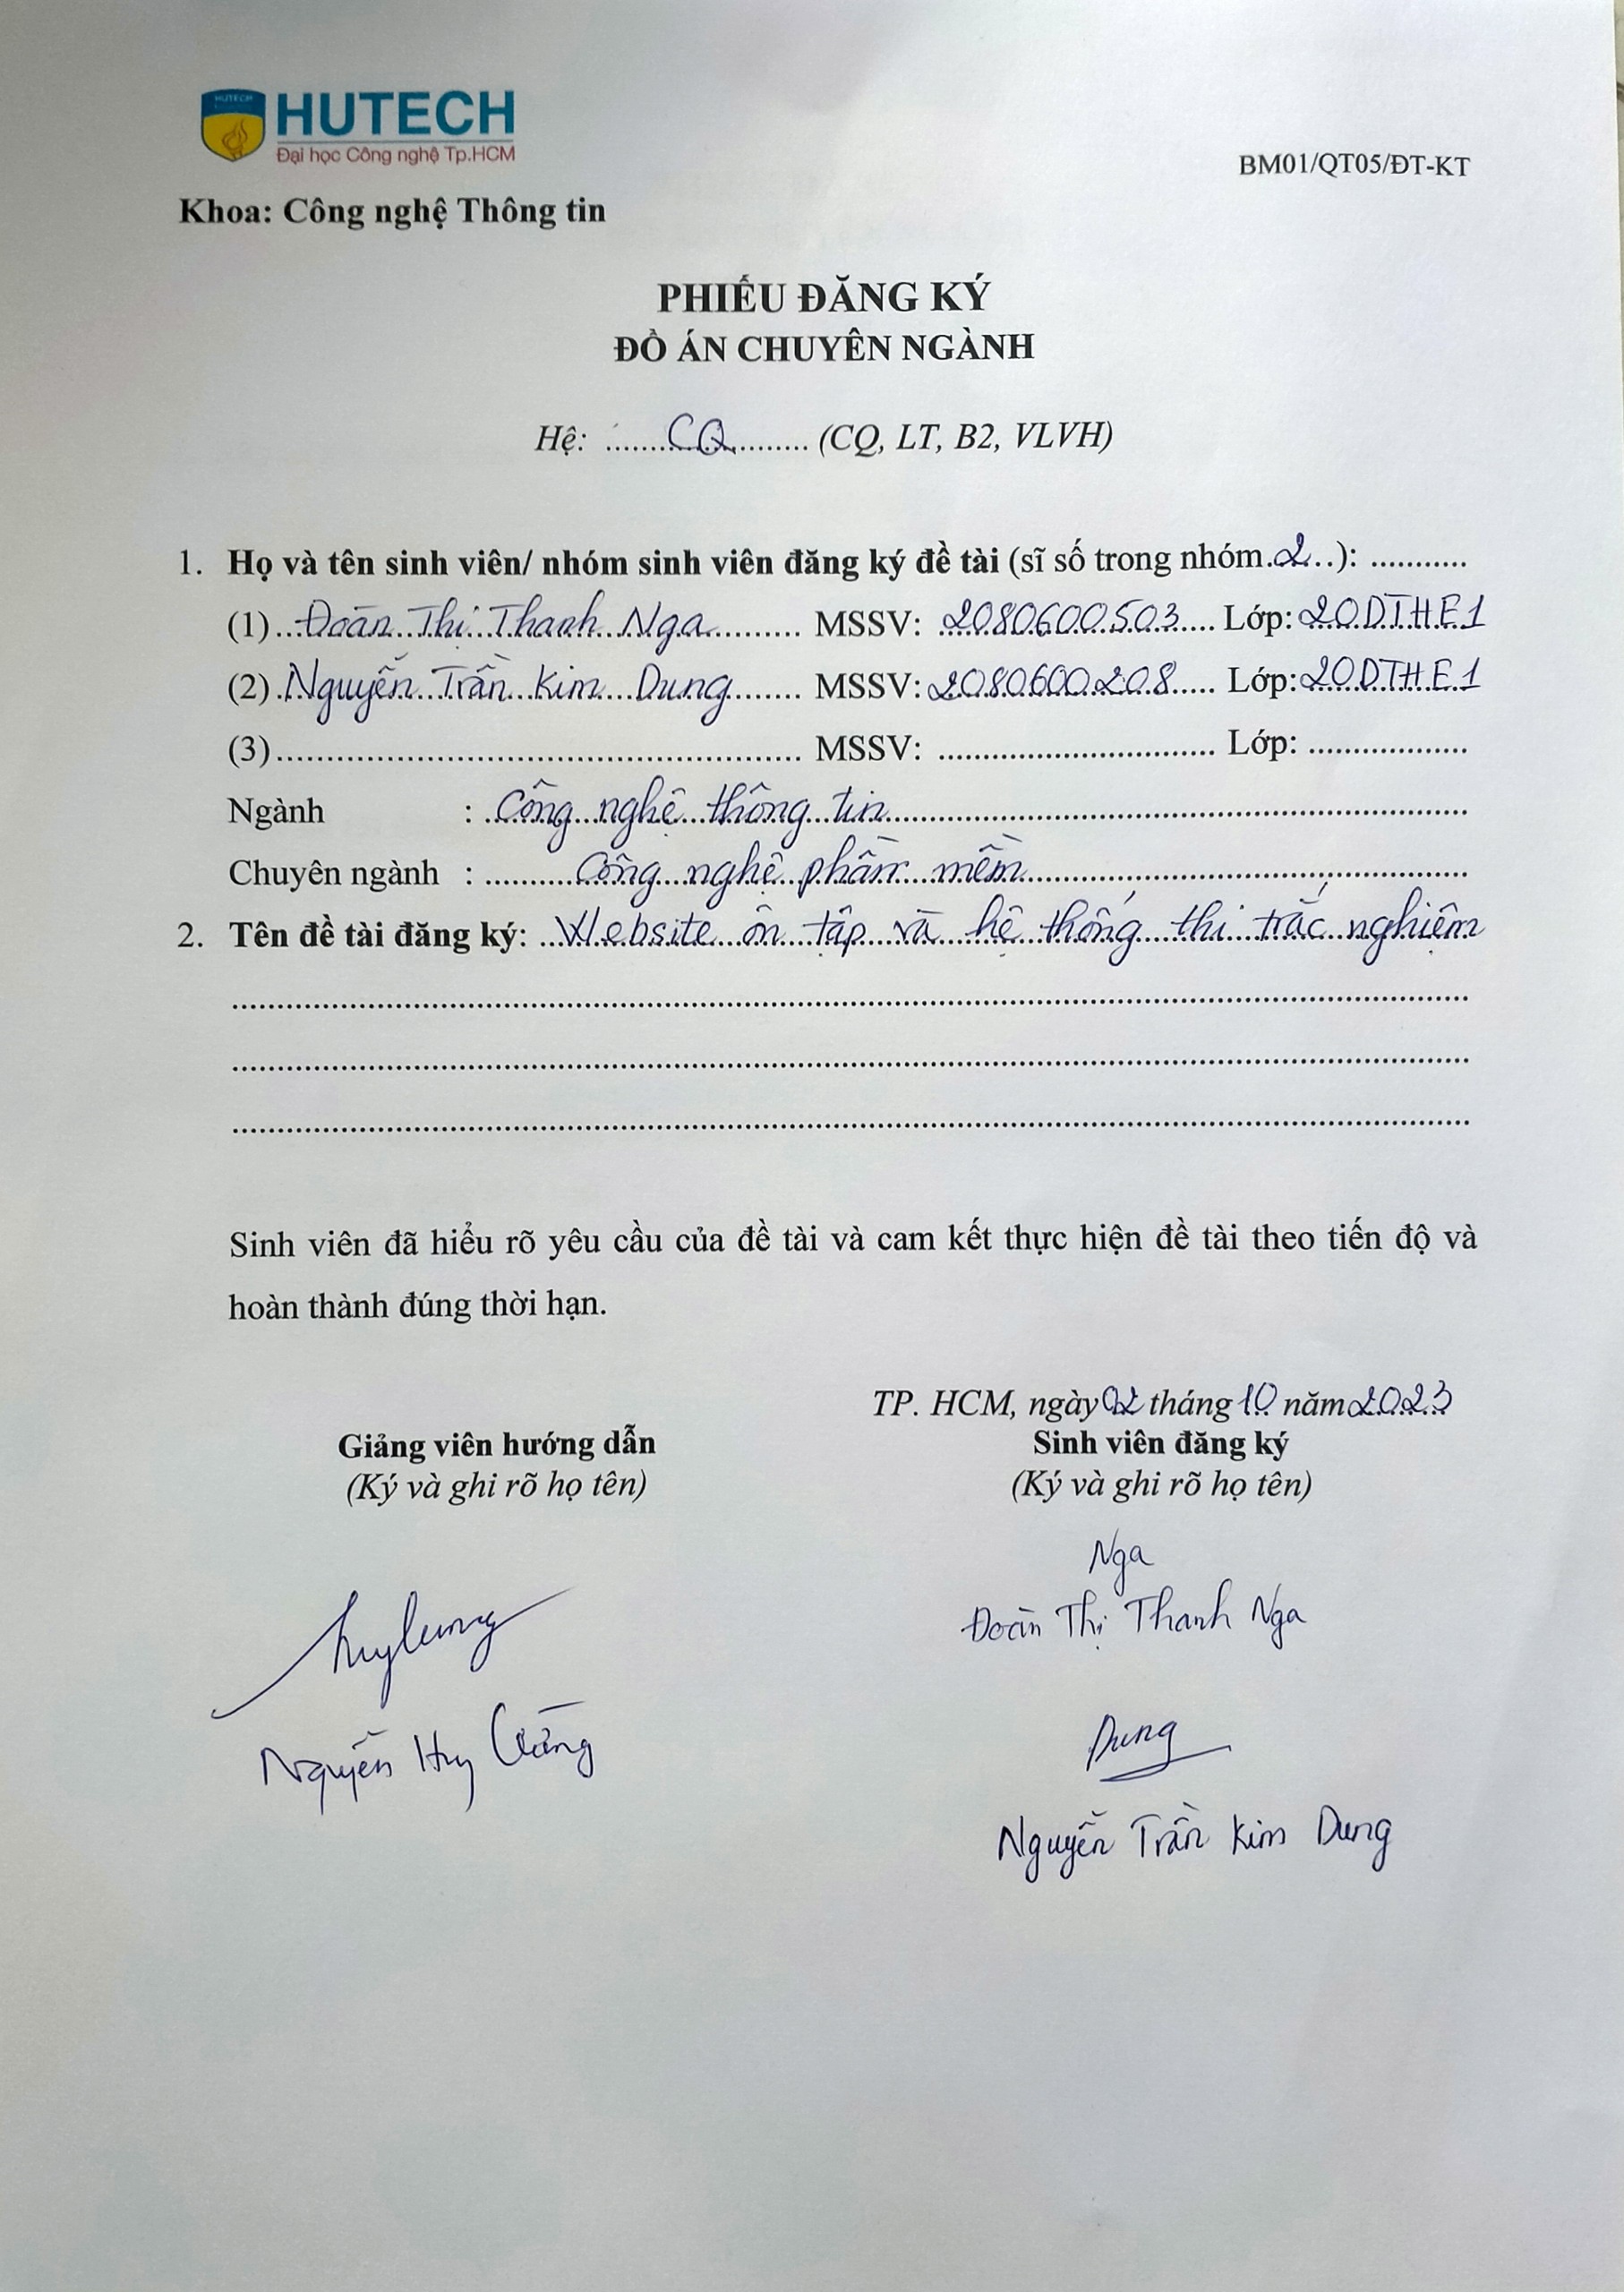 HUTECH
HUTECH
Đại học Công nghệ Tp.HCM
BM01/QT05/ĐT-KT
Khoa: Công nghệ Thông tin
PHIẾU ĐĂNG KÝ
ĐỒ ÁN CHUYÊN NGÀNH
Hệ: .......CQ.......... (CQ, LT, B2, VLVH)
1. Họ và tên sinh viên/ nhóm sinh viên đăng ký đề tài (sĩ số trong nhóm.2...): ...........
(1)...Đoàn Thị Thanh Nga.......... MSSV: 2080600503.... Lớp: 20DTHE1
(2).Nguyễn Trần Kim Dung....... MSSV: 2080600208..... Lớp: 20DTHE1
(3)............................................................ MSSV: ................................ Lớp: ..................
Ngành : ..Công nghệ thông tin..................................................................
Chuyên ngành : ..........Công nghệ phần mềm..................................................
2. Tên đề tài đăng ký: ..Website ôn tập và hệ thống thi trắc nghiệm
................................................................................................................................
................................................................................................................................
................................................................................................................................
Sinh viên đã hiểu rõ yêu cầu của đề tài và cam kết thực hiện đề tài theo tiến độ và
hoàn thành đúng thời hạn.
TP. HCM, ngày 02 tháng 10 năm 2023
Giảng viên hướng dẫn Sinh viên đăng ký
(Ký và ghi rõ họ tên) (Ký và ghi rõ họ tên)
Nga
Đoàn Thị Thanh Nga
Nguyễn Huy Cường
Dung
Nguyễn Trần Kim Dung